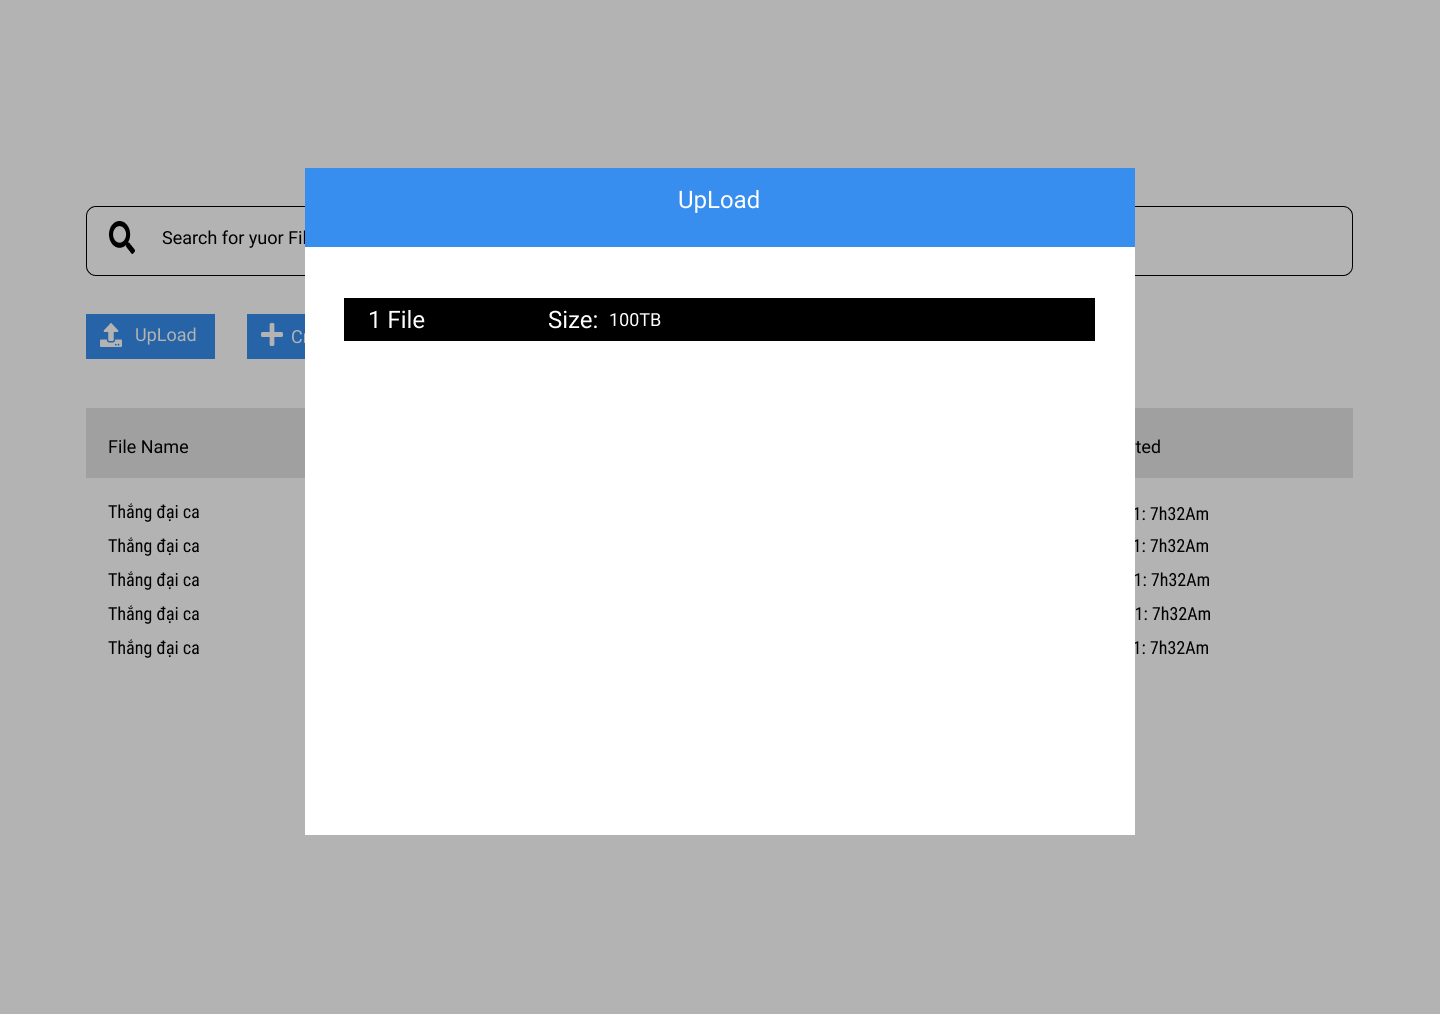 UpLoad
Search for yuor Fil
1 File Size: 100TB
UpLoad
File Name ted
Thắng đại ca 1: 7h32Am
Thắng đại ca 1: 7h32Am
Thắng đại ca 1: 7h32Am
Thắng đại ca 1: 7h32Am
Thắng đại ca 1: 7h32Am